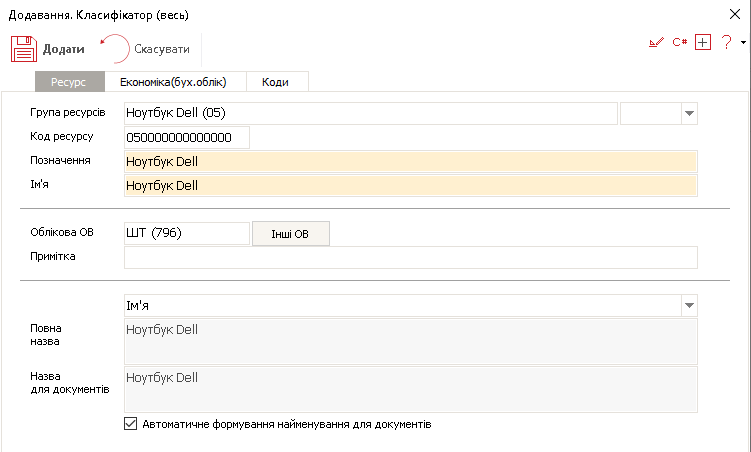 Додавання. Класифікатор (весь)
Додати
Скасувати
C#
?
Ресурс
Економіка(бух.облік)
Коди
Група ресурсів
Ноутбук Dell (05)
Код ресурсу
050000000000000
Позначення
Ноутбук Dell
Ім'я
Ноутбук Dell
Облікова ОВ
ШТ (796)
Інші ОВ
Примітка
Ім'я
Повна
назва
Ноутбук Dell
Назва
для документів
Ноутбук Dell
Автоматичне формування найменування для документів